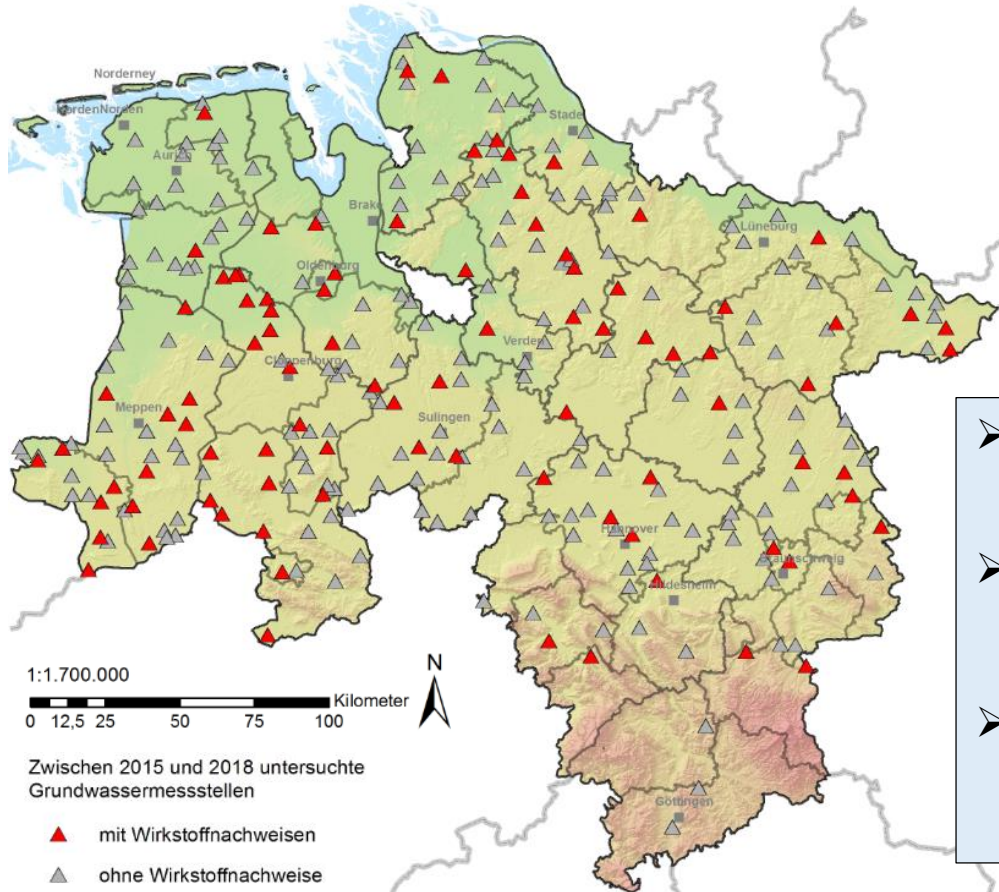 Norderney
NordenNorden
Aurich
Stade
Brake
Lüneburg
Oldenburg
Verden
Cloppenburg
Meppen
Sulingen
Hannover
Braunschweig
Hildesheim
Göttingen
1:1.700.000
N
Kilometer
0 12,5 25 50 75 100
Zwischen 2015 und 2018 untersuchte
Grundwassermessstellen
mit Wirkstoffnachweisen
ohne Wirkstoffnachweise